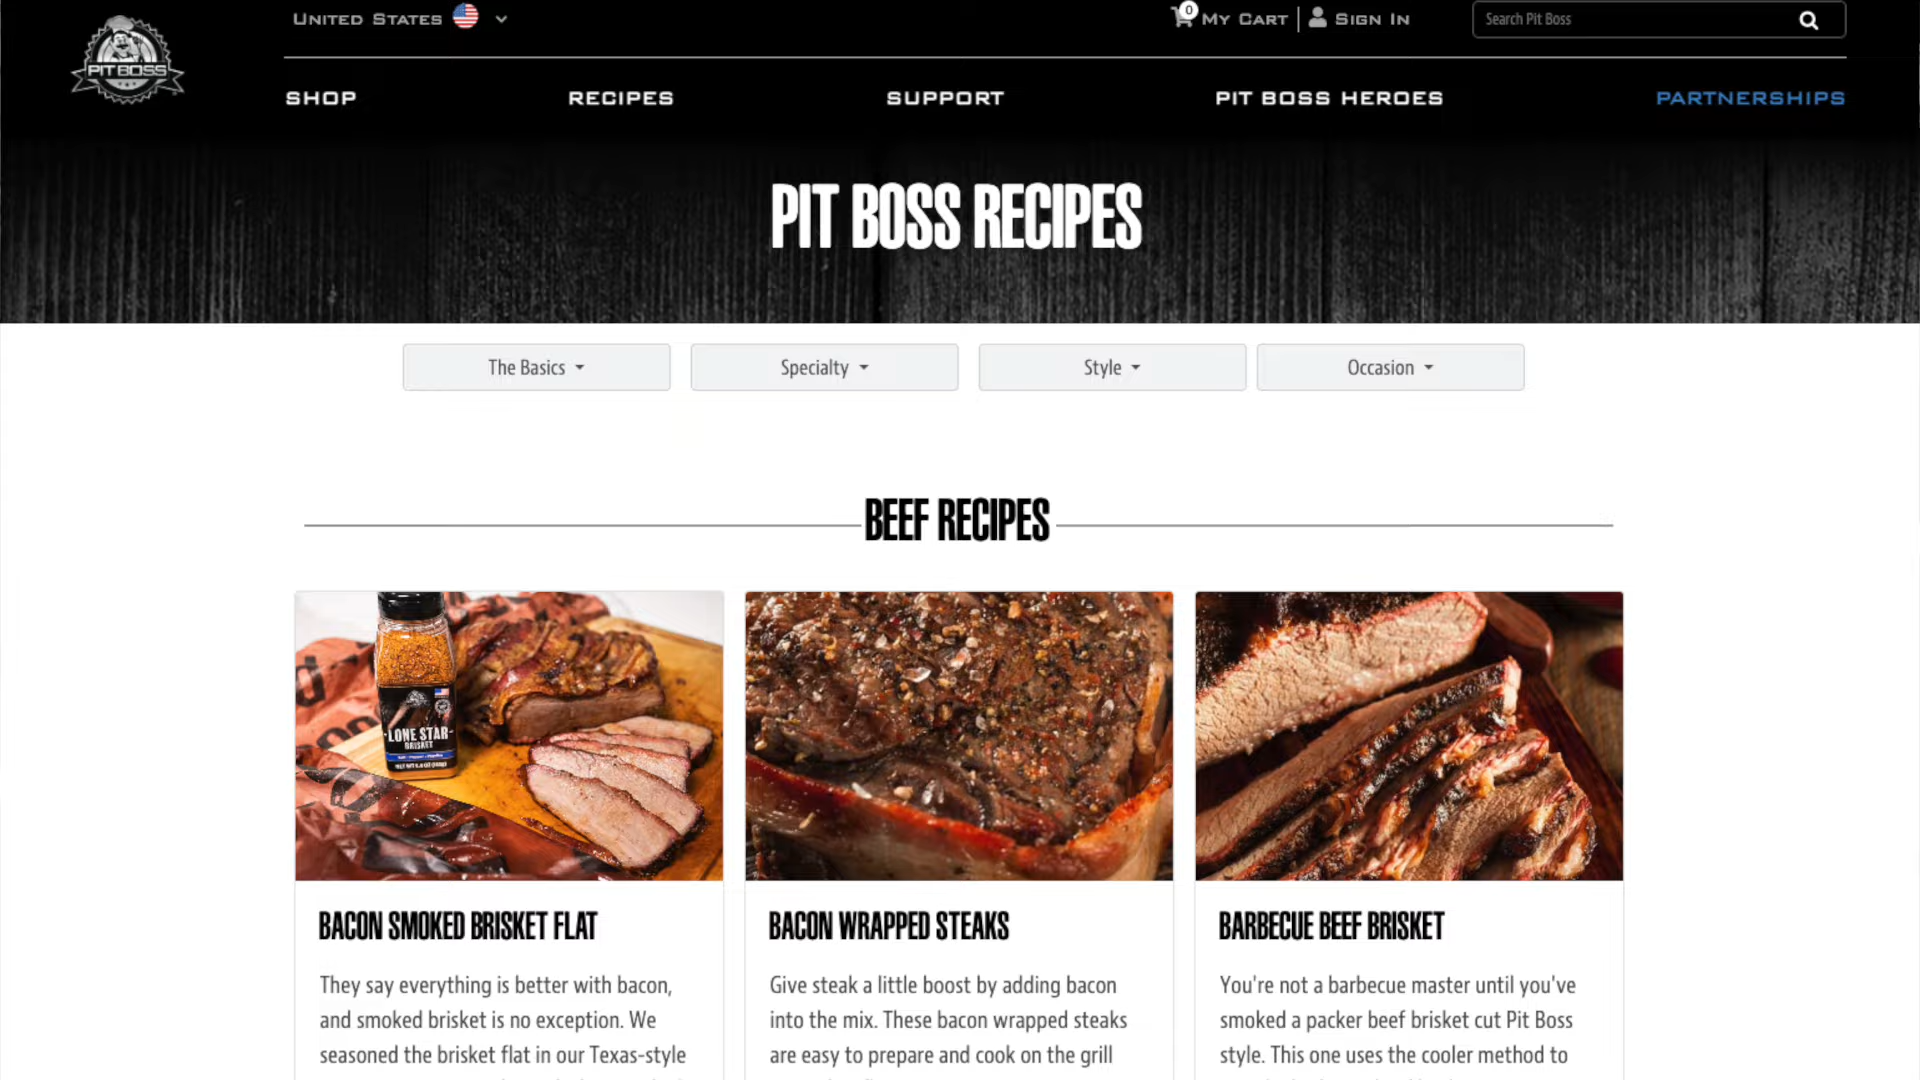 UNITED STATES
0
MY CART
SIGN IN
Search Pit Boss
PIT BOSS
SHOP
RECIPES
SUPPORT
PIT BOSS HEROES
PARTNERSHIPS
PIT BOSS RECIPES
The Basics
Specialty
Style
Occasion
BEEF RECIPES
LONE STAR
BRISKET
BACON SMOKED BRISKET FLAT
They say everything is better with bacon,
and smoked brisket is no exception. We
seasoned the brisket flat in our Texas-style
BACON WRAPPED STEAKS
Give steak a little boost by adding bacon
into the mix. These bacon wrapped steaks
are easy to prepare and cook on the grill
BARBECUE BEEF BRISKET
You're not a barbecue master until you've
smoked a packer beef brisket cut Pit Boss
style. This one uses the cooler method to